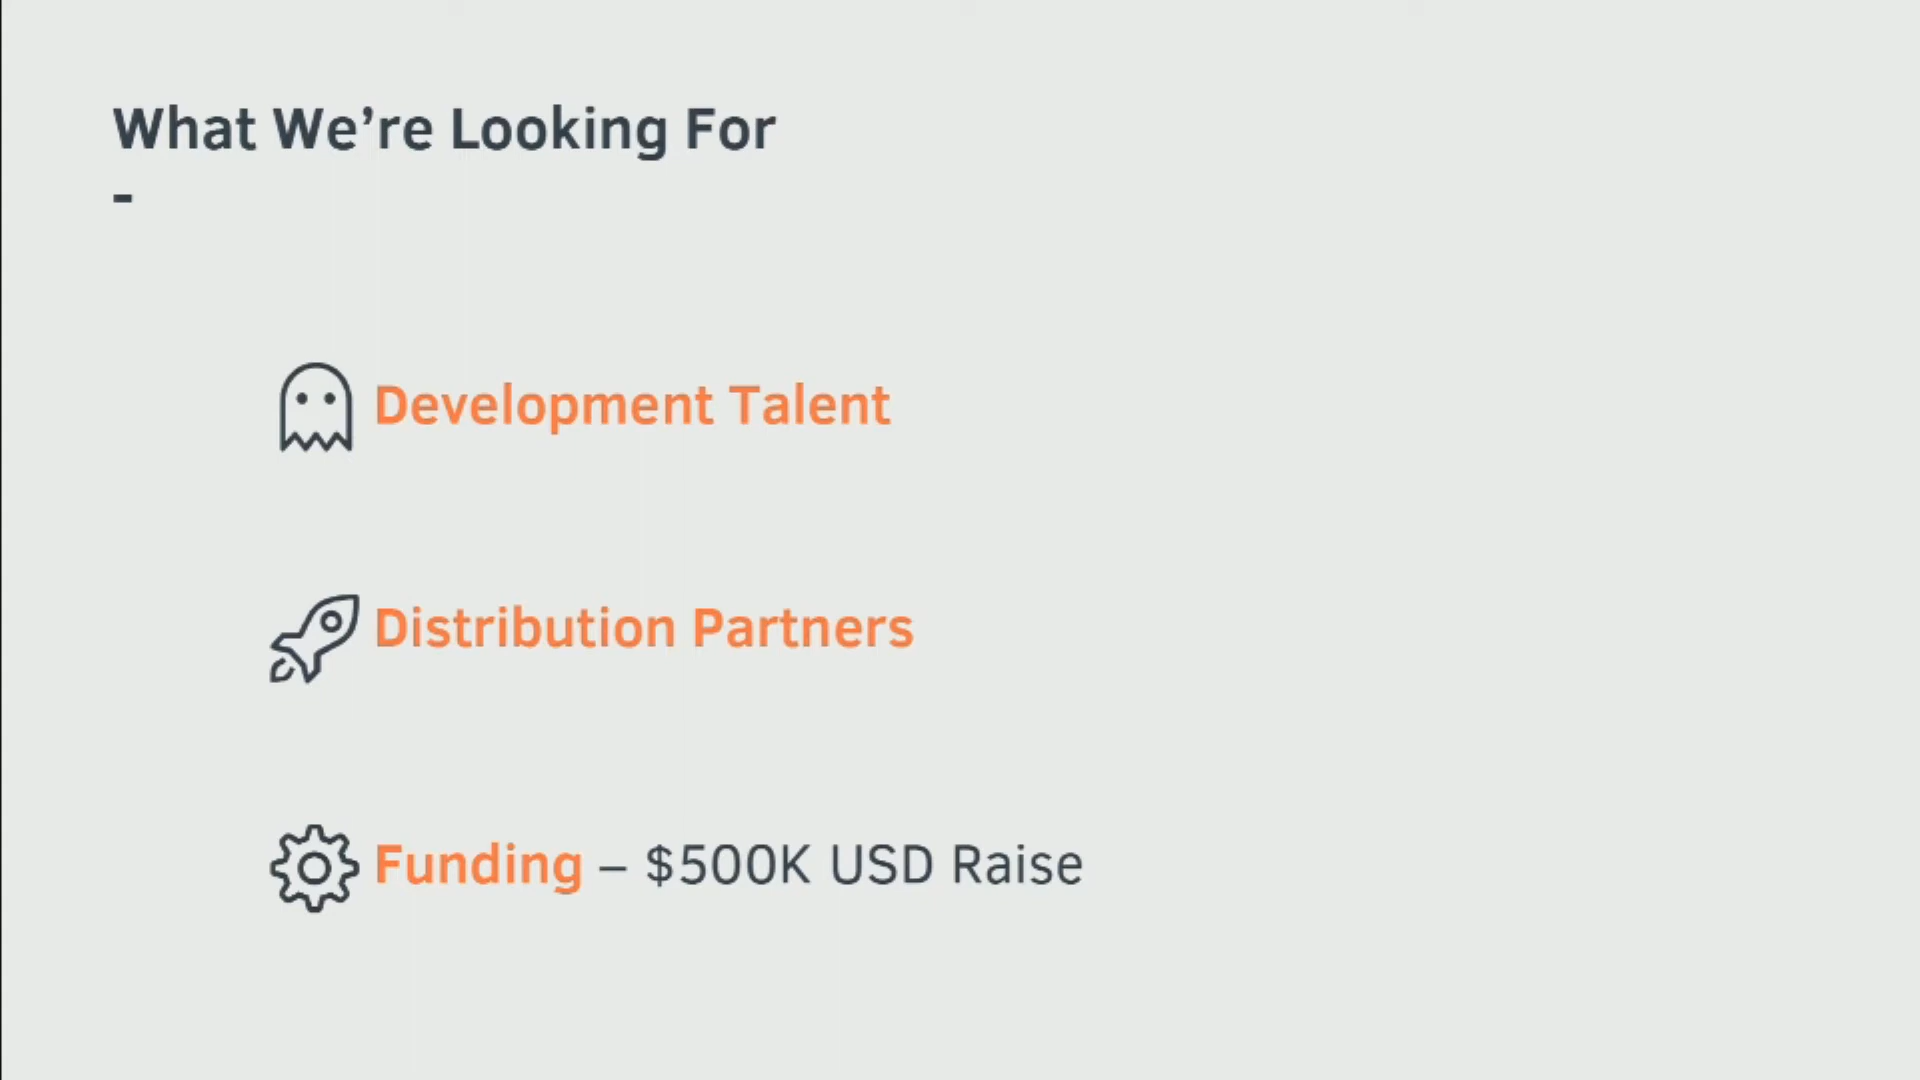 What We’re Looking For
-
Development Talent
Distribution Partners
Funding – $500K USD Raise